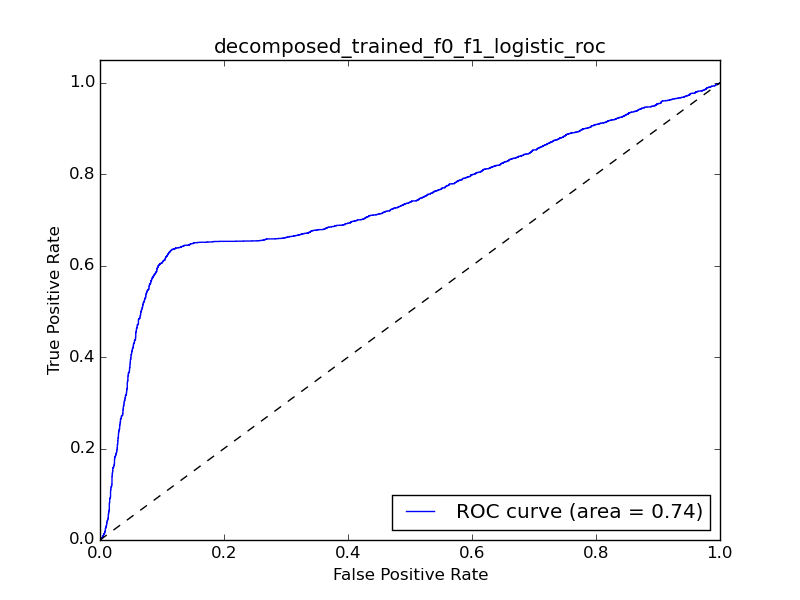 decomposed_trained_f0_f1_logistic_roc
1.0
0.8
0.6
0.4
0.2
0.0
True Positive Rate
0.0 0.2 0.4 0.6 0.8 1.0
False Positive Rate
ROC curve (area = 0.74)